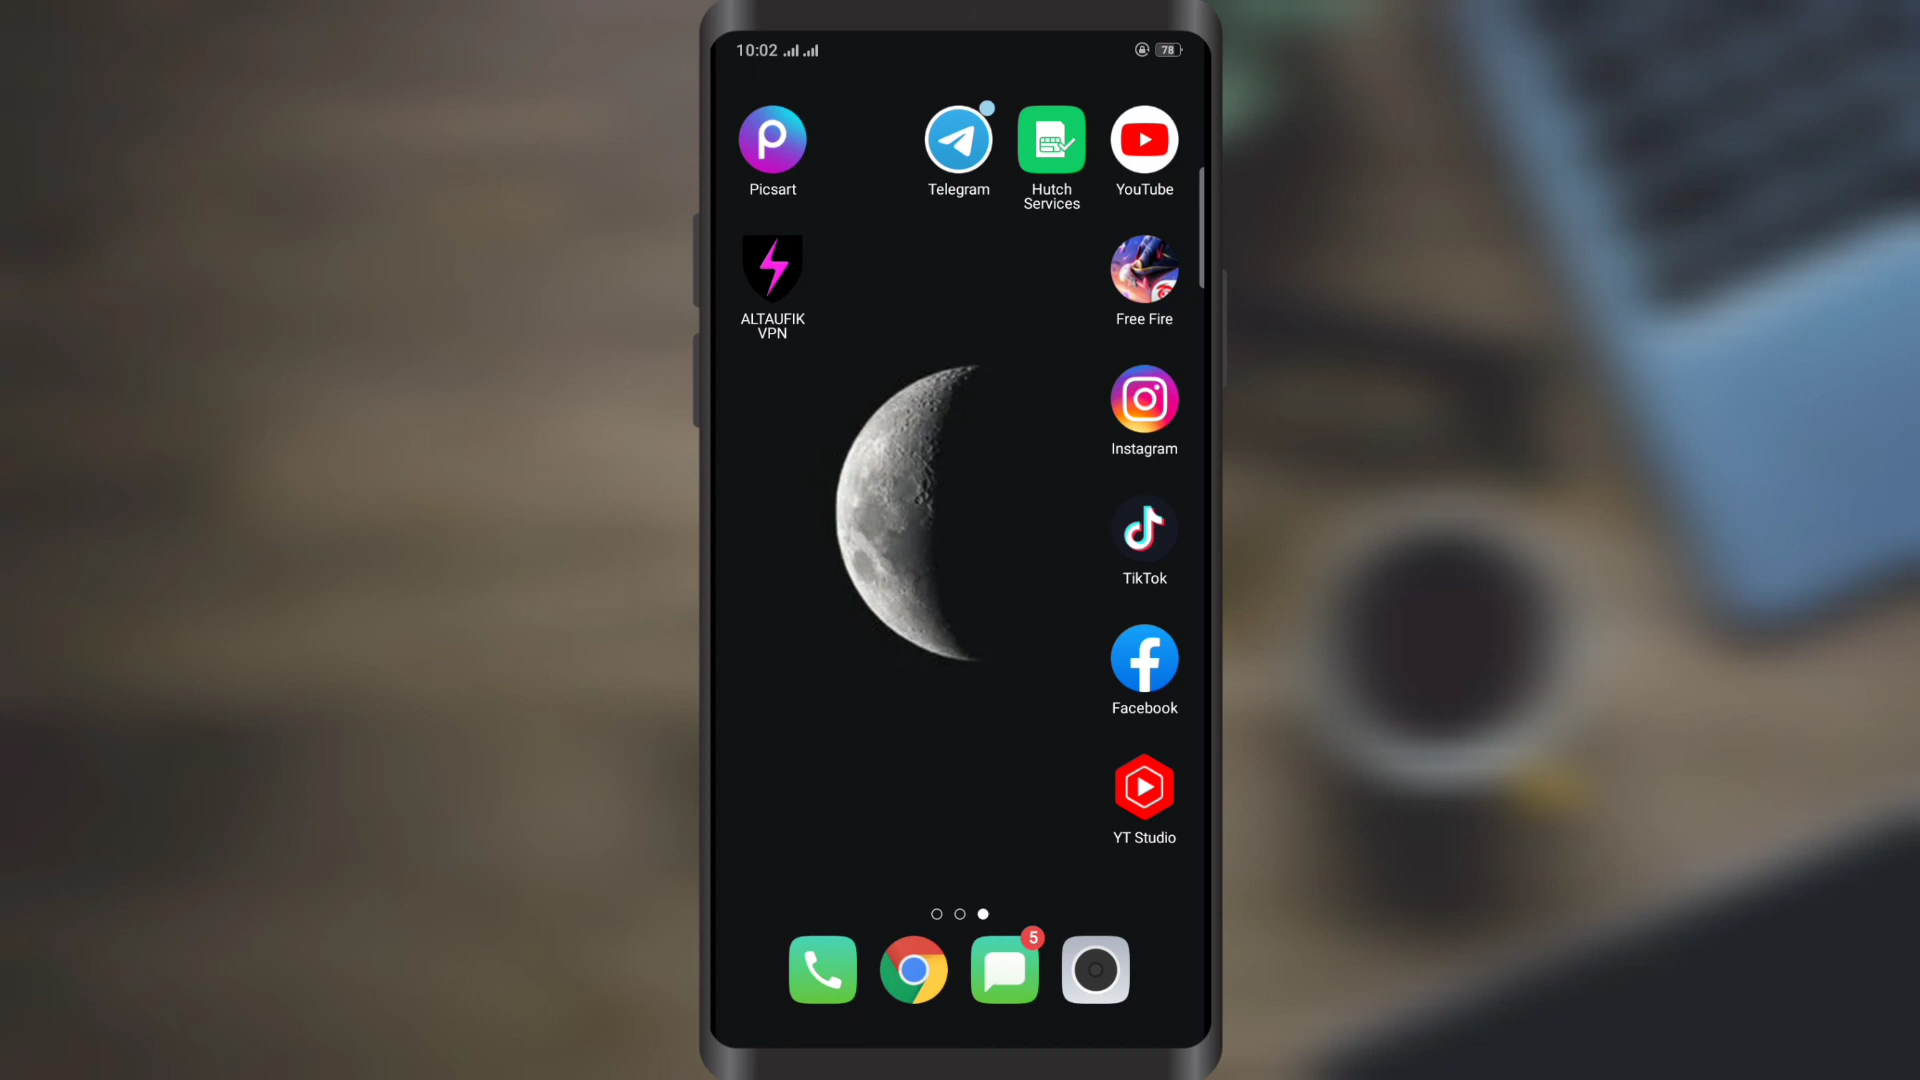 10:02
78
Picsart
Telegram
Hutch
Services
YouTube
ALTAUFIK
VPN
Free Fire
Instagram
TikTok
Facebook
YT Studio
5